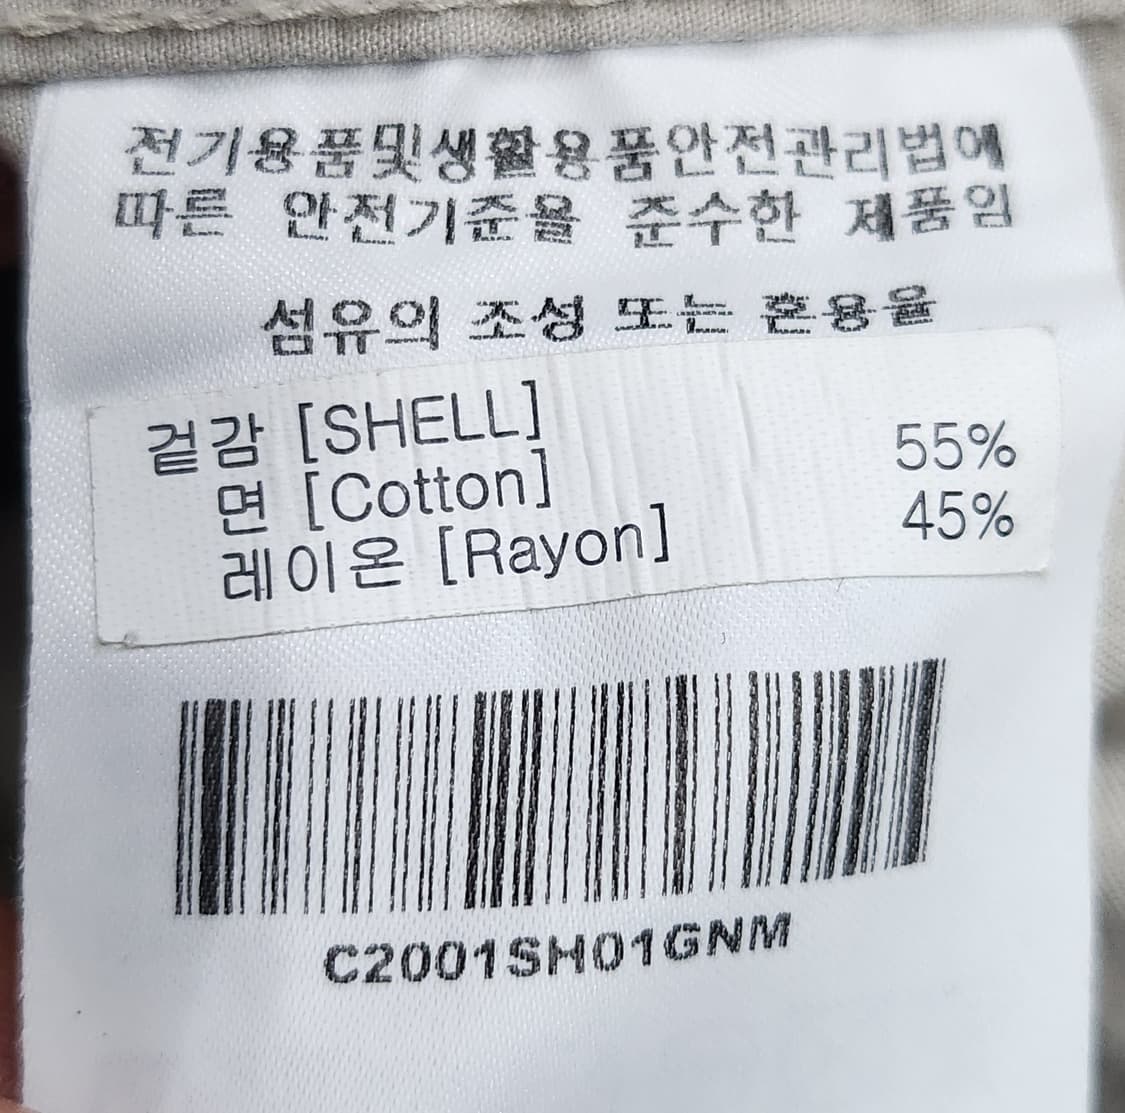 전기용품및생활용품안전관리법에
따른 안전기준을 준수한 제품임
섬유의 조성 또는 혼용율
겉감 [SHELL]
면 [Cotton] 55%
레이온 [Rayon] 45%
C2001SH01GNM